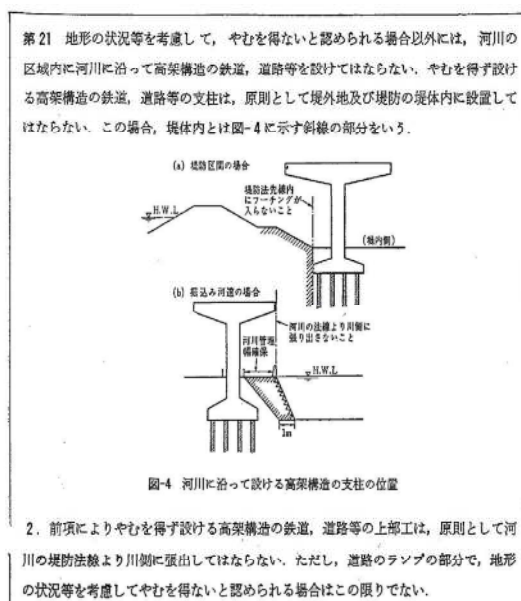 第21 地形の状況等を考慮して，やむを得ないと認められる場合以外には，河川の
区域内に河川に沿って高架構造の鉄道，道路等を設けてはならない．やむを得ず設け
る高架構造の鉄道，道路等の支柱は，原則として堤外地及び堤防の堤体内に設置して
はならない．この場合，堤体内とは図-4に示す斜線の部分をいう．
(a) 堤防区間の場合
堤防法先線内
にフーチングが
入らないこと
H.W.L
(堤内側)
(b) 掘込み河道の場合
河川の法線より川側に
張り出さないこと
河川管理
幅確保
H.W.L
1m
図-4 河川に沿って設ける高架構造の支柱の位置
2．前項によりやむを得ず設ける高架構造の鉄道，道路等の上部工は，原則として河
川の堤防法線より川側に張出してはならない．ただし，道路のランプの部分で，地形
の状況等を考慮してやむを得ないと認められる場合はこの限りでない．